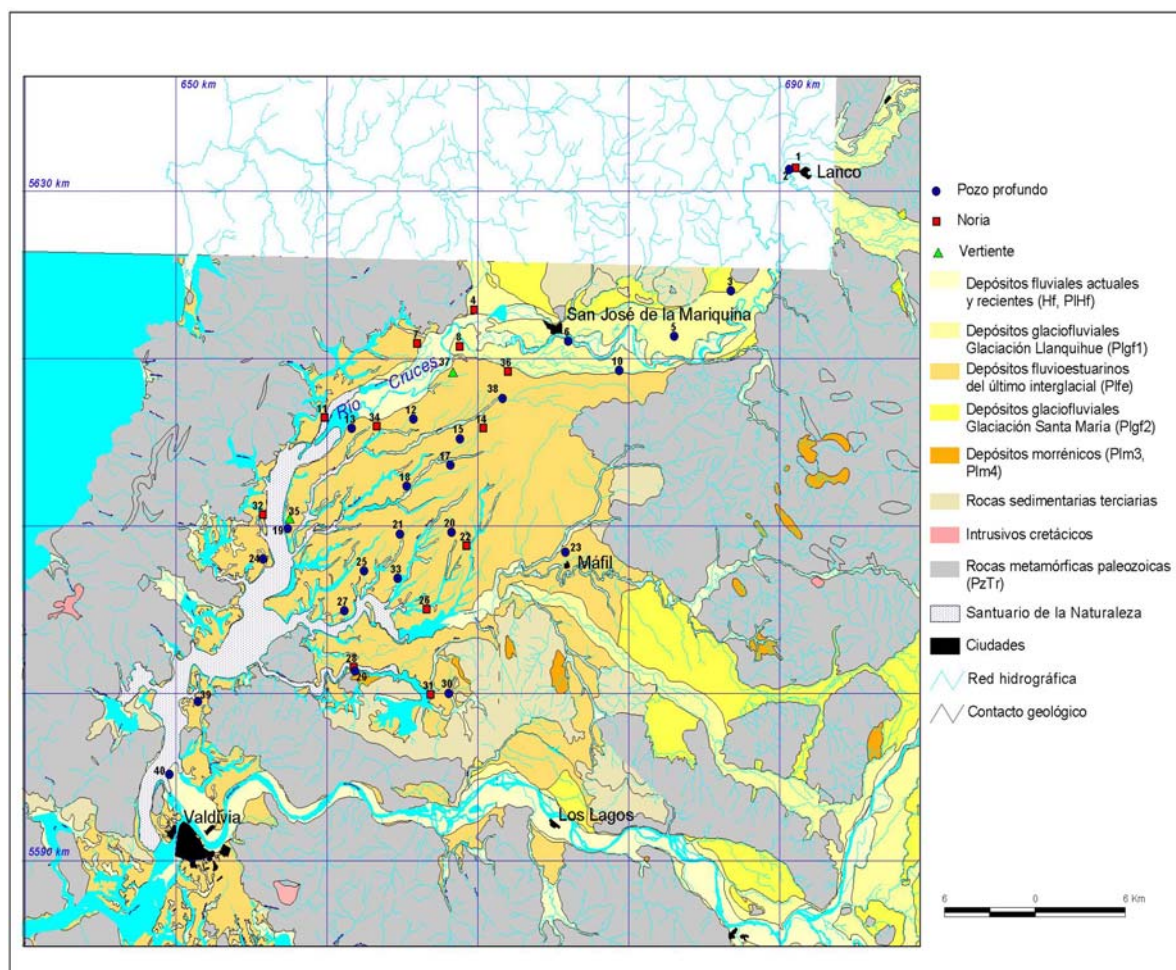 650 km
690 km
5630 km
1
2
Lanco
3
4
San José de la Mariquina
7
8
6
5
37
36
10
Río Cruces
38
11
13
34
12
14
15
17
18
32
35
19
21
20
22
24
23
Máfil
25
33
27
26
28
29
31
30
39
40
Valdivia
Los Lagos
5590 km
Pozo profundo
Noria
Vertiente
Depósitos fluviales actuales
y recientes (Hf, PlHf)
Depósitos glaciofluviales
Glaciación Llanquihue (Plgf1)
Depósitos fluvioestuarinos
del último interglacial (Plfe)
Depósitos glaciofluviales
Glaciación Santa María (Plgf2)
Depósitos morrénicos (Plm3,
Plm4)
Rocas sedimentarias terciarias
Intrusivos cretácicos
Rocas metamórficas paleozoicas
(PzTr)
Santuario de la Naturaleza
Ciudades
Red hidrográfica
Contacto geológico
6 0 6 Km